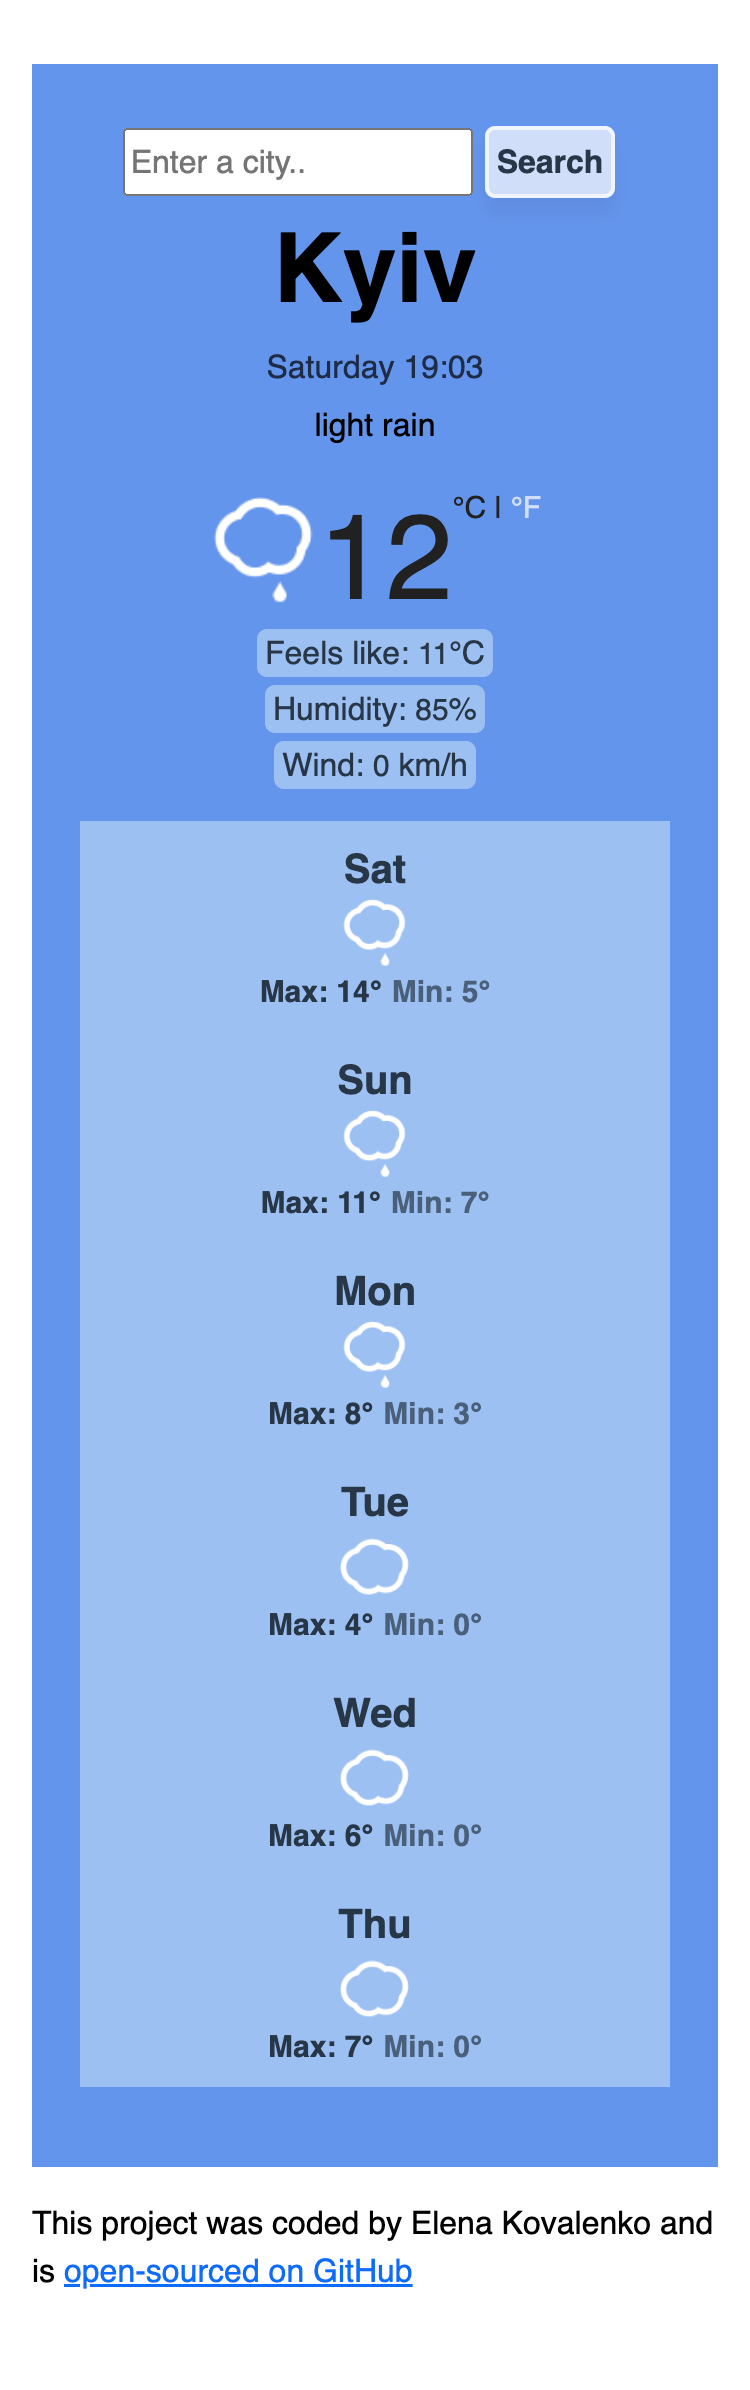 Enter a city.. Search
Kyiv
Saturday 19:03
light rain
12 °C | °F
Feels like: 11°C
Humidity: 85%
Wind: 0 km/h
Sat
Max: 14° Min: 5°
Sun
Max: 11° Min: 7°
Mon
Max: 8° Min: 3°
Tue
Max: 4° Min: 0°
Wed
Max: 6° Min: 0°
Thu
Max: 7° Min: 0°
This project was coded by Elena Kovalenko and
is open-sourced on GitHub